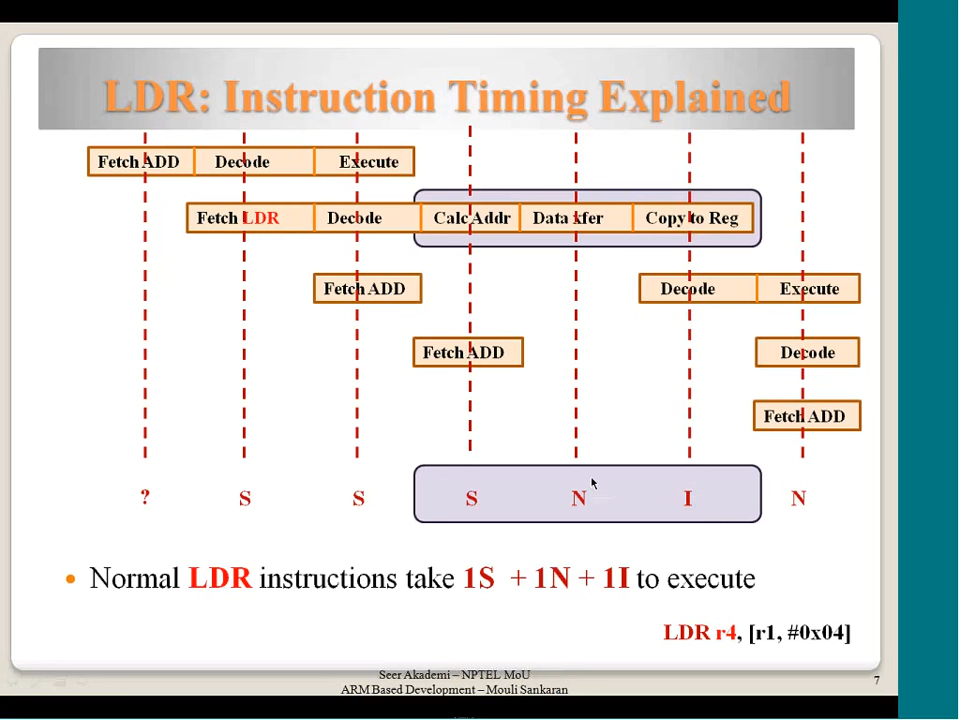 LDR: Instruction Timing Explained
Fetch ADD Decode Execute
Fetch LDR Decode Calc Addr Data xfer Copy to Reg
Fetch ADD Decode Execute
Fetch ADD Decode
Fetch ADD
? S S S N I N
• Normal LDR instructions take 1S + 1N + 1I to execute
LDR r4, [r1, #0x04]
Seer Akademi – NPTEL MoU
ARM Based Development – Mouli Sankaran
7